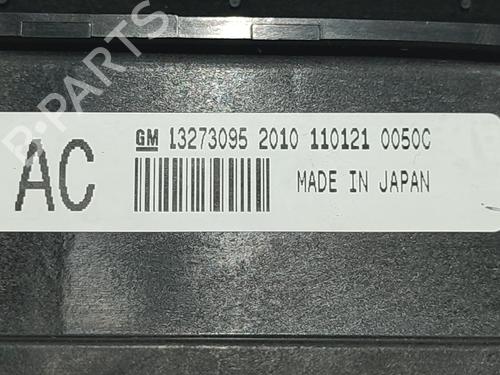 B-PARTS
GM 13273095 2010 110121 0050C
AC
MADE IN JAPAN